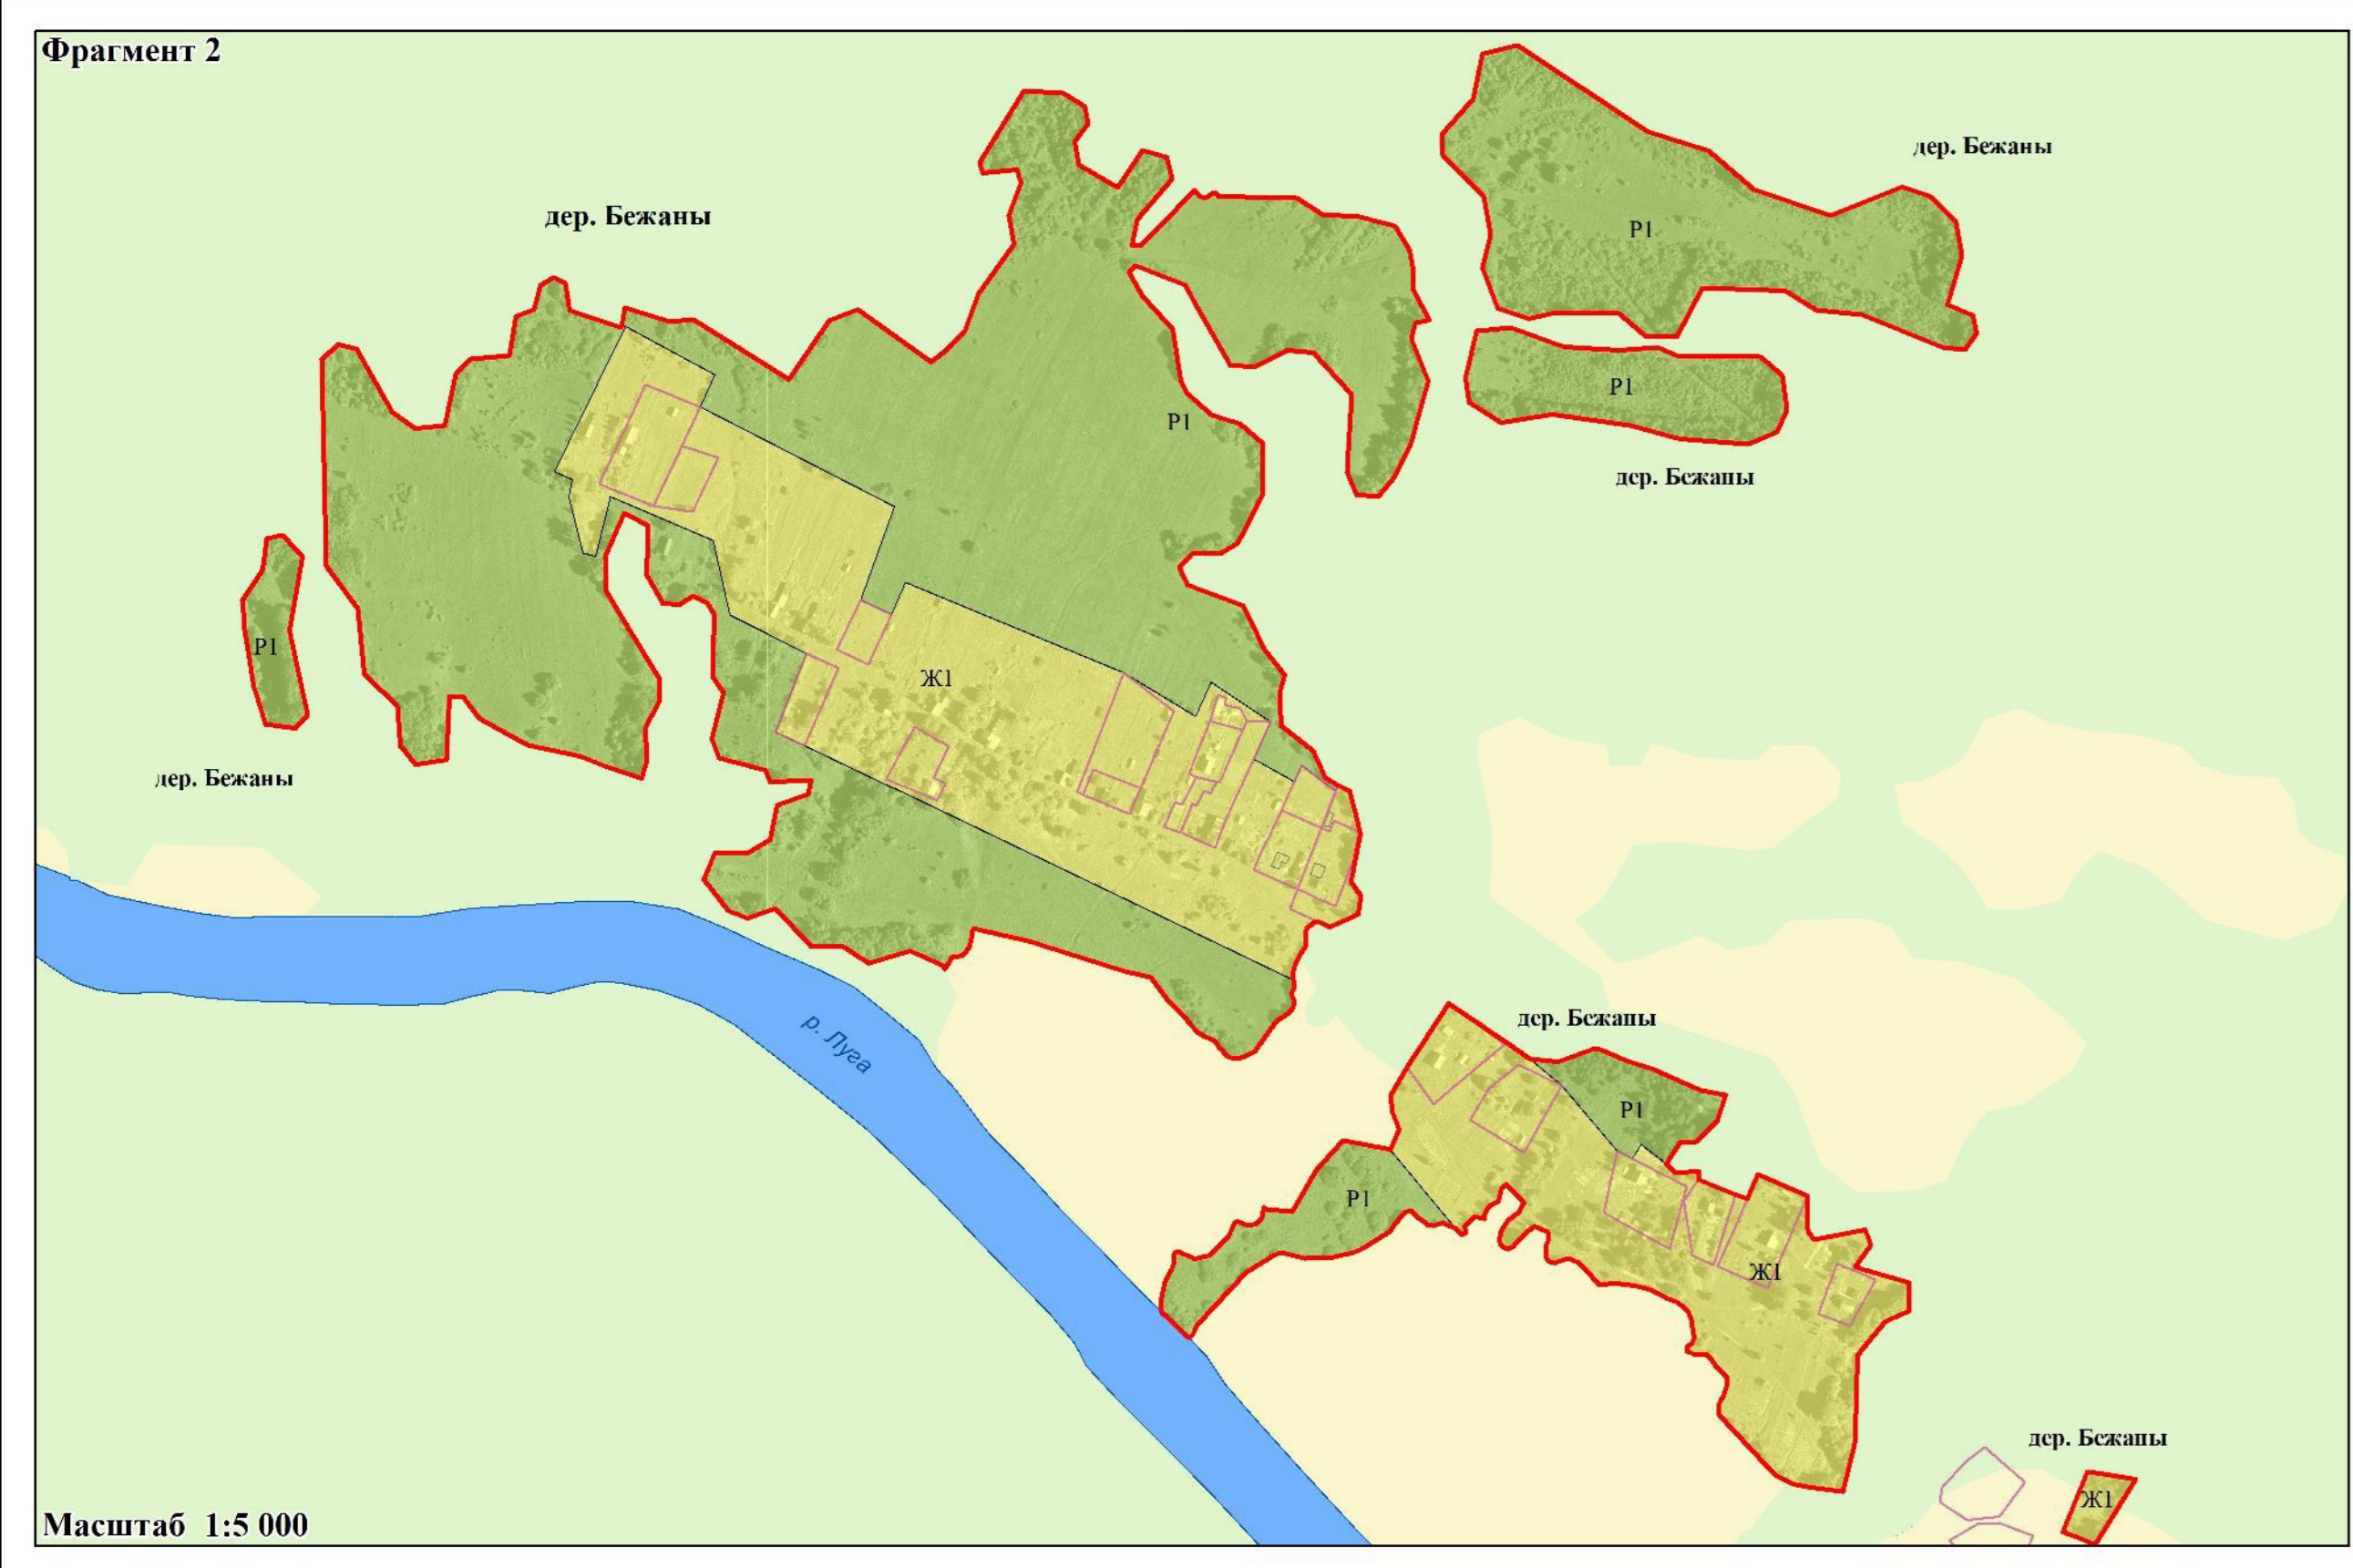 Фрагмент 2
дер. Бежаны
дер. Бежаны
Р1
Р1
дер. Бежаны
Р1
Р1
Р1
Ж1
дер. Бежаны
р. Луга
дер. Бежаны
Р1
Р1
Ж1
дер. Бежаны
Ж1
Масштаб 1:5 000